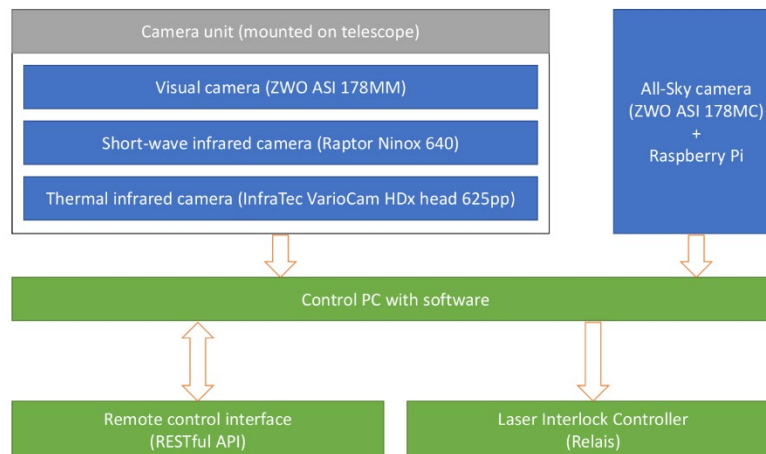 Camera unit (mounted on telescope)
Visual camera (ZWO ASI 178MM)
Short-wave infrared camera (Raptor Ninox 640)
Thermal infrared camera (InfraTec VarioCam HDx head 625pp)
All-Sky camera
(ZWO ASI 178MC)
+
Raspberry Pi
Control PC with software
Remote control interface
(RESTful API)
Laser Interlock Controller
(Relais)